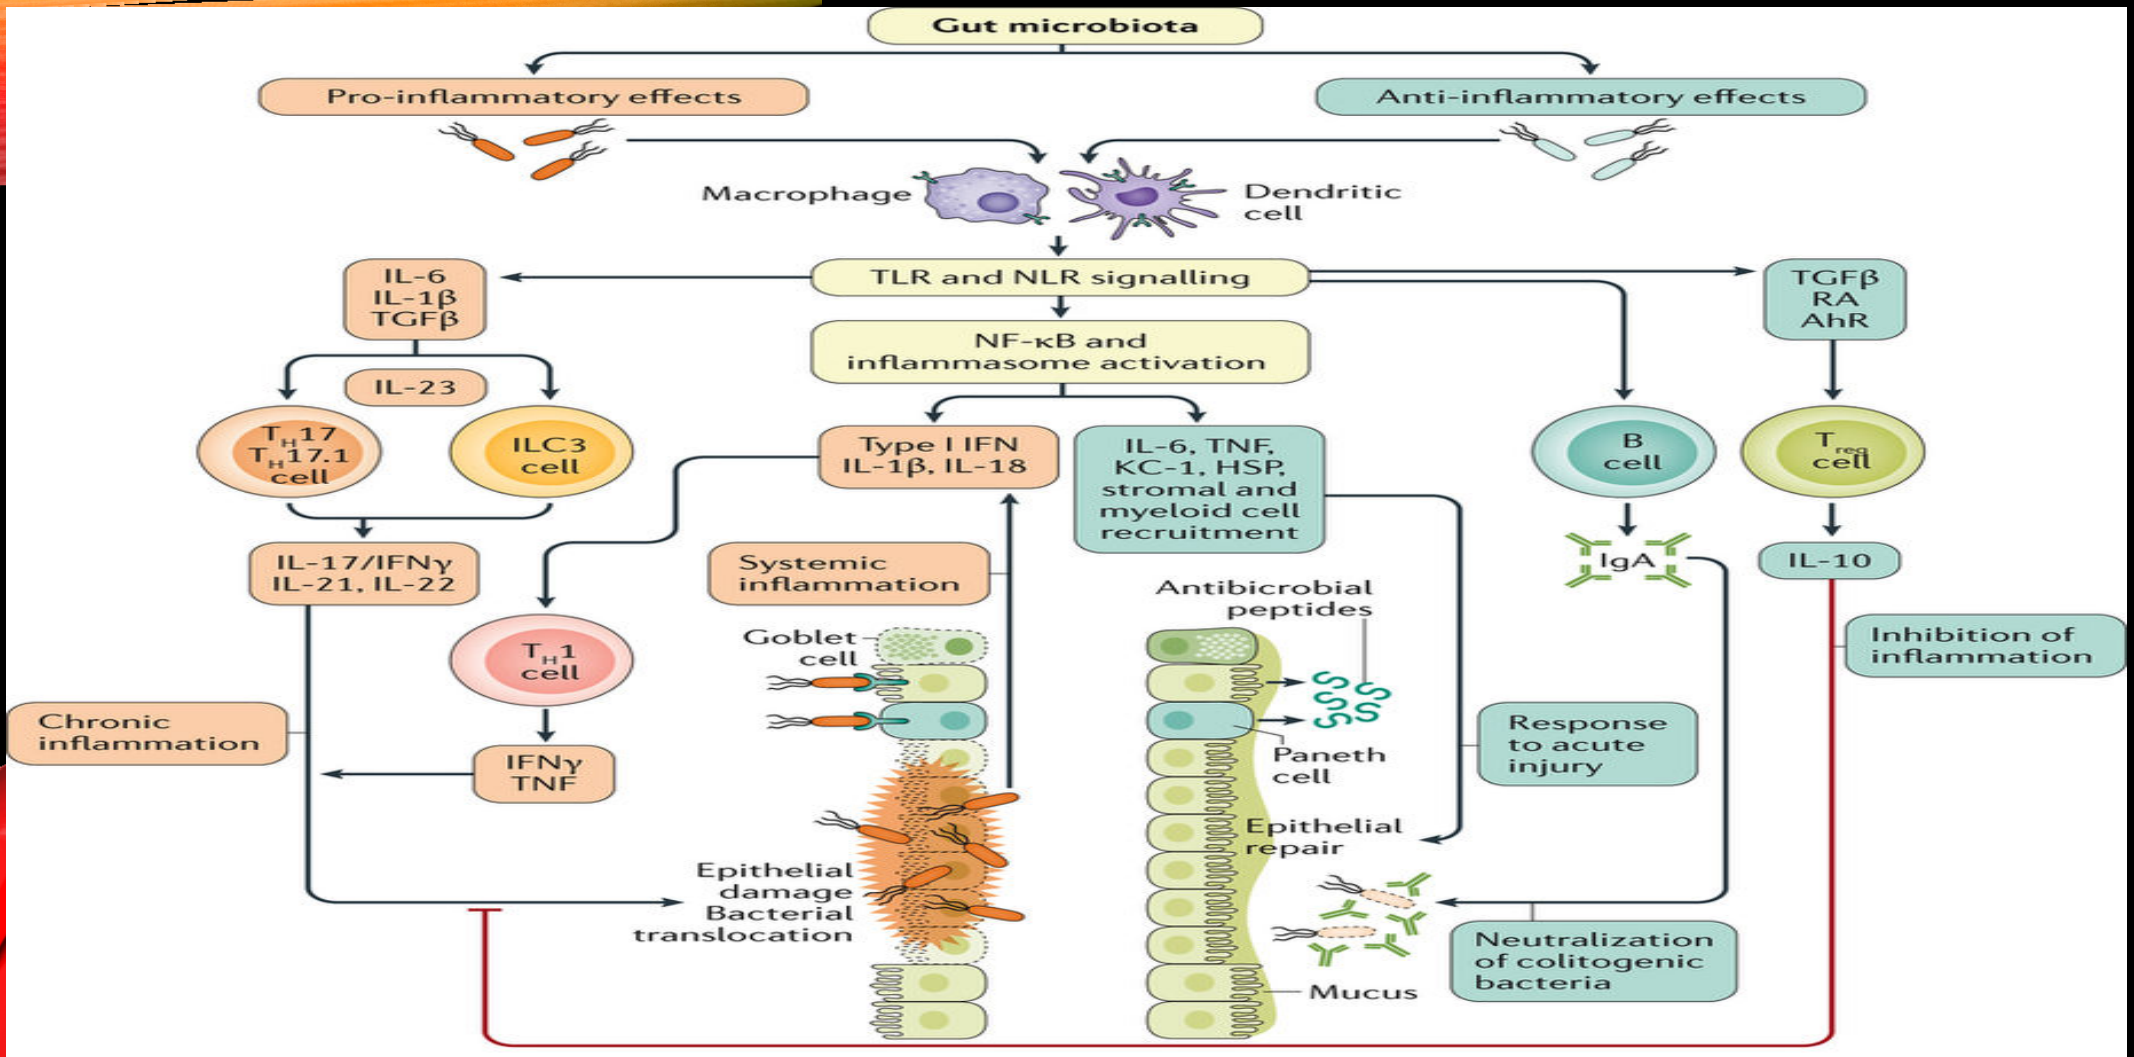 Gut microbiota
Pro-inflammatory effects
Anti-inflammatory effects
Macrophage
Dendritic
cell
TLR and NLR signalling
IL-6
IL-1β
TGFβ
TGFβ
RA
AhR
NF-κB and
inflammasome activation
IL-23
TH17
TH17.1
cell
ILC3
cell
Type I IFN
IL-1β, IL-18
IL-6, TNF,
KC-1, HSP,
stromal and
myeloid cell
recruitment
B
cell
Treg
cell
IL-17/IFNγ
IL-21, IL-22
Systemic
inflammation
IgA
IL-10
Antibicrobial
peptides
Goblet
cell
TH1
cell
Inhibition of
inflammation
Chronic
inflammation
IFNγ
TNF
Paneth
cell
Response
to acute
injury
Epithelial
repair
Epithelial
damage
Bacterial
translocation
Neutralization
of colitogenic
bacteria
Mucus